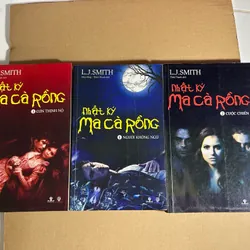 L.J.SMITH
NHẬT KÝ
MA CÀ RỒNG
CƠN THỊNH NỘ
L.J.SMITH
NHẬT KÝ
MA CÀ RỒNG
NGƯỜI KHÔNG NGỦ
L.J.SMITH
NHẬT KÝ
MA CÀ RỒNG
CUỘC CHIẾN